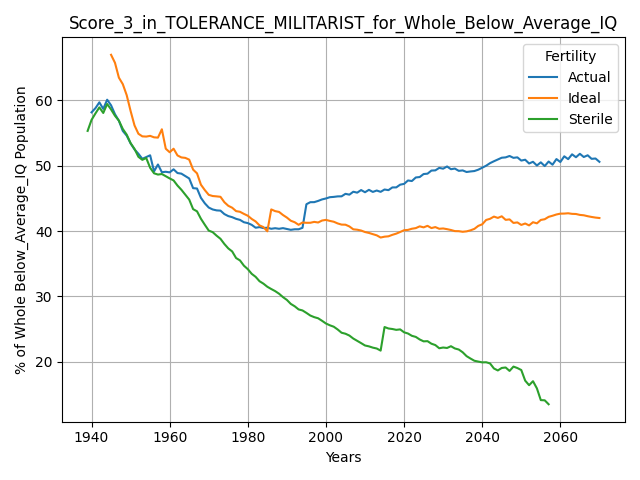 Score_3_in_TOLERANCE_MILITARIST_for_Whole_Below_Average_IQ
% of Whole Below_Average_IQ Population
60
50
40
30
20
Fertility
Actual
Ideal
Sterile
1940 1960 1980 2000 2020 2040 2060
Years